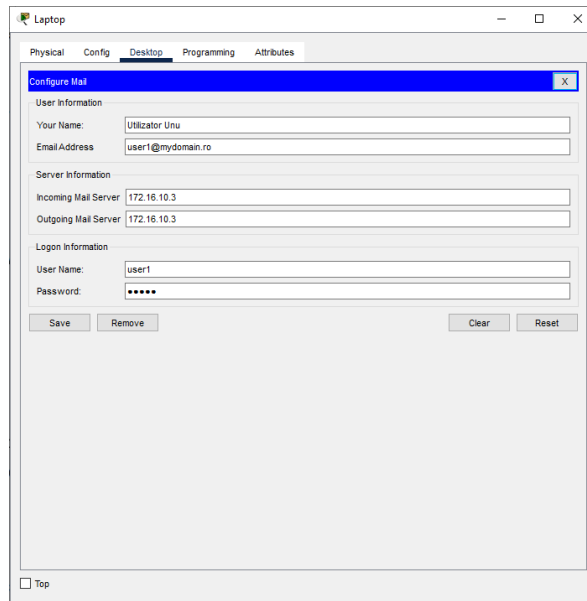 Laptop
Physical Config Desktop Programming Attributes
Configure Mail X
User Information
Your Name: Utilizator Unu
Email Address user1@mydomain.ro
Server Information
Incoming Mail Server 172.16.10.3
Outgoing Mail Server 172.16.10.3
Logon Information
User Name: user1
Password: •••••
Save Remove Clear Reset
Top